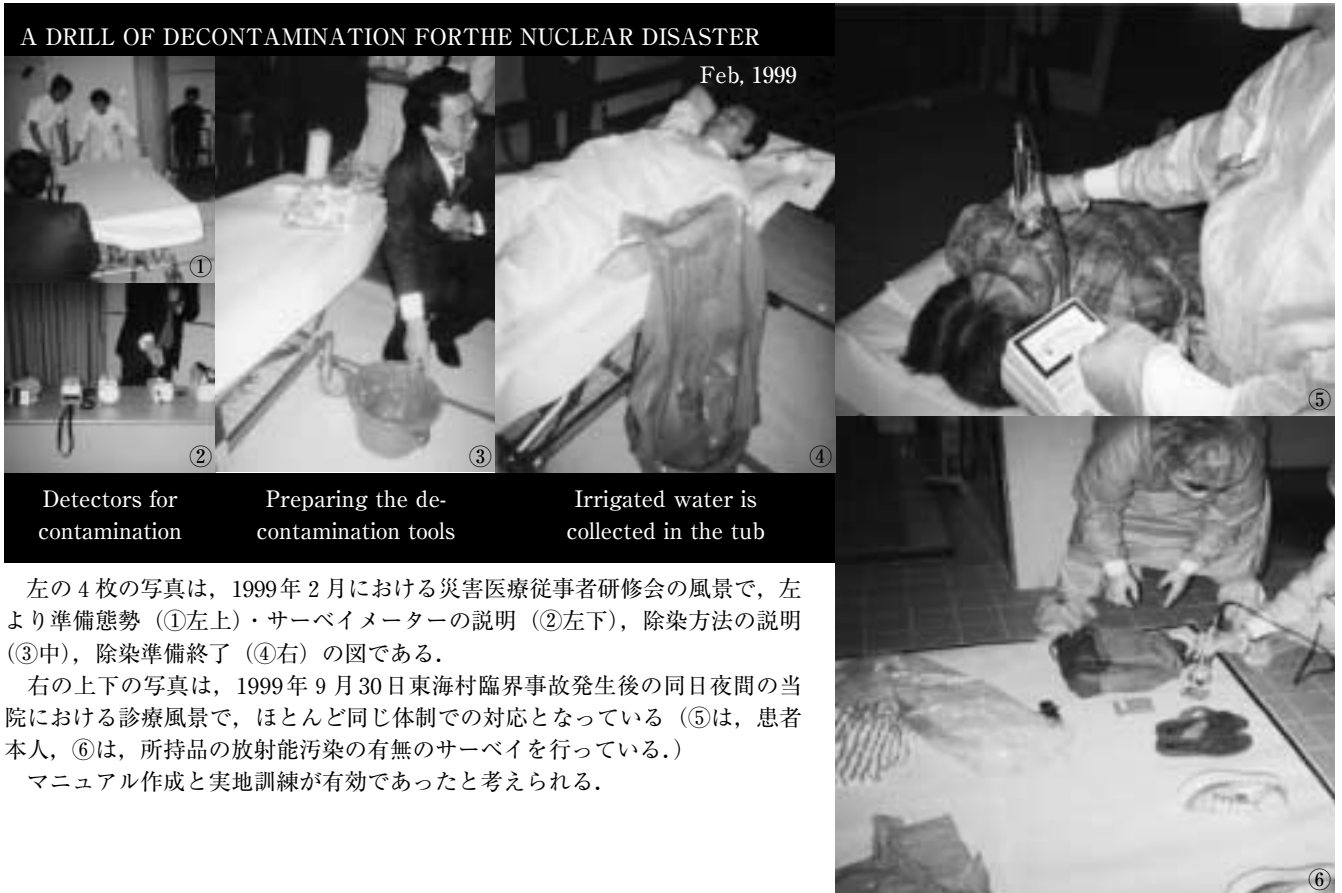 A DRILL OF DECONTAMINATION FORTHE NUCLEAR DISASTER
Feb, 1999
①
②
③
④
⑤
⑥
Detectors for
contamination
Preparing the de-
contamination tools
Irrigated water is
collected in the tub
左の4枚の写真は，1999年2月における災害医療従事者研修会の風景で，左
より準備態勢（①左上）・サーベイメーターの説明（②左下），除染方法の説明
（③中），除染準備終了（④右）の図である．
右の上下の写真は，1999年9月30日東海村臨界事故発生後の同日夜間の当
院における診療風景で，ほとんど同じ体制での対応となっている（⑤は，患者
本人，⑥は，所持品の放射能汚染の有無のサーベイを行っている．）
マニュアル作成と実地訓練が有効であったと考えられる．